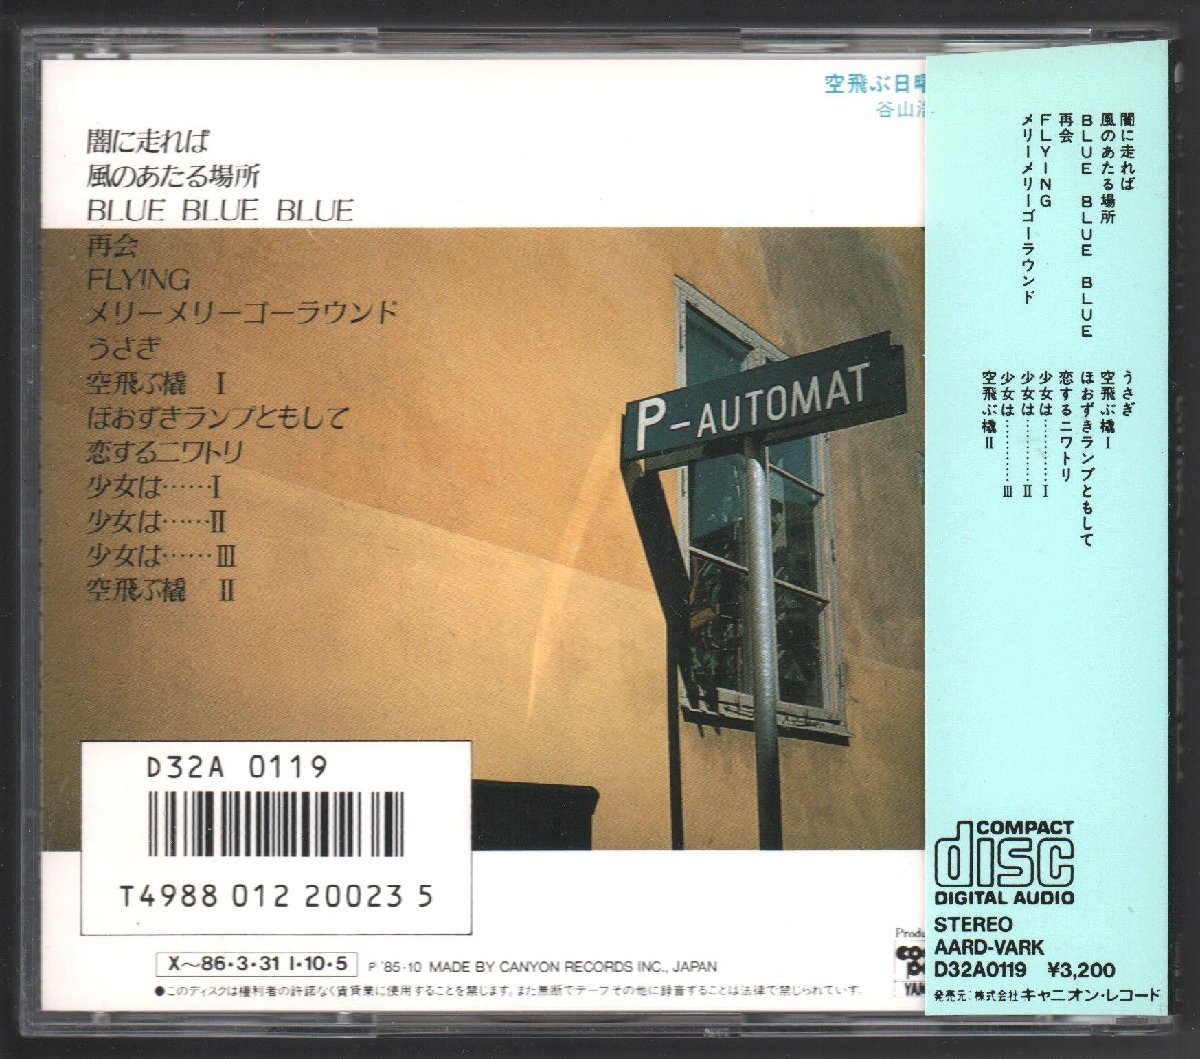 空飛ぶ日曜
谷山浩
闇に走れば
風のあたる場所
BLUE BLUE BLUE
再会
FLYING
メリーメリーゴーラウンド
うさぎ
空飛ぶ橇 Ⅰ
ほおずきランプともして
恋するニワトリ
少女は……Ⅰ
少女は……Ⅱ
少女は……Ⅲ
空飛ぶ橇 Ⅱ
P-AUTOMAT
D32A 0119
T4988 012 20023 5
X〜86・3・31 I・10・5
P '85・10 MADE BY CANYON RECORDS INC., JAPAN
●このディスクは権利者の許諾なく賃貸業に使用することを禁じます。また無断でテープその他に録音することは法律で禁じられています。
闇に走れば
風のあたる場所
BLUE BLUE BLUE
再会
FLYING
メリーメリーゴーラウンド
うさぎ
空飛ぶ橇Ⅰ
ほおずきランプともして
恋するニワトリ
少女は…………Ⅰ
少女は…………Ⅱ
少女は…………Ⅲ
空飛ぶ橇Ⅱ
COMPACT
disc
DIGITAL AUDIO
STEREO
AARD-VARK
D32A0119 ¥3,200
発売元:株式会社キャニオン・レコード